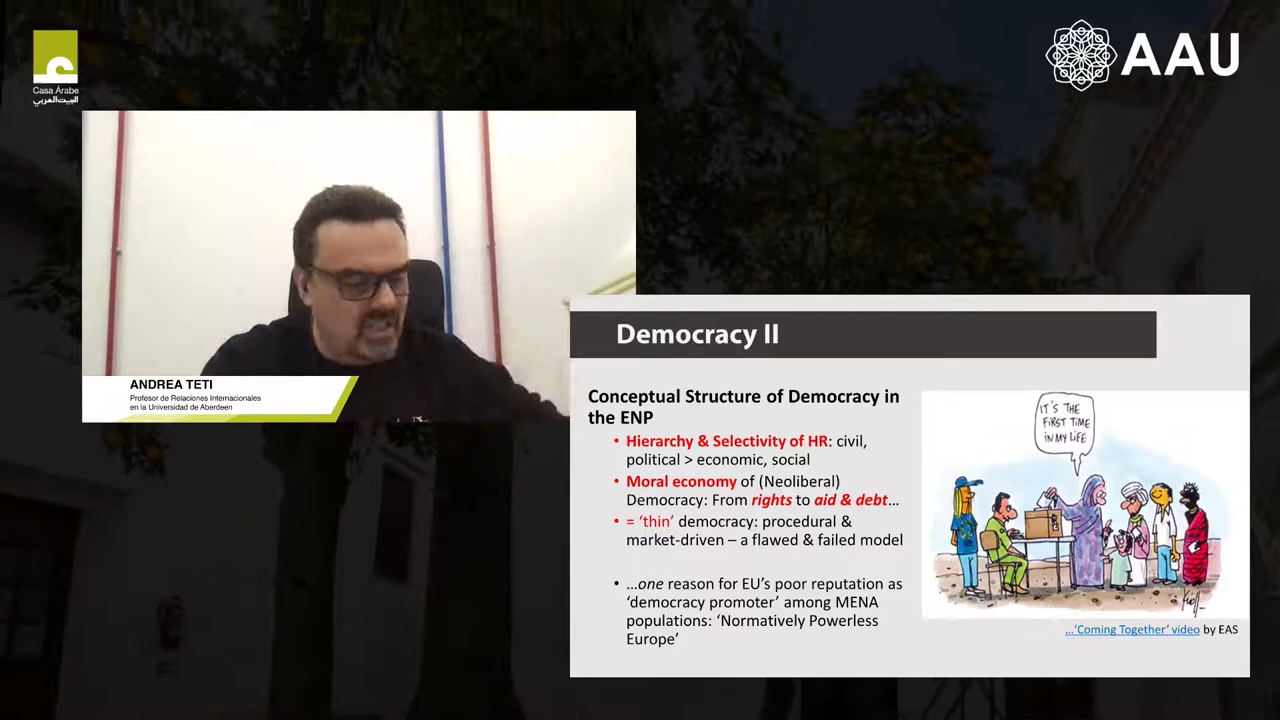 Casa Árabe
البيت العربي
AAU
ANDREA TETI
Profesor de Relaciones Internacionales
en la Universidad de Aberdeen
Democracy II
Conceptual Structure of Democracy in
the ENP
• Hierarchy & Selectivity of HR: civil,
political > economic, social
• Moral economy of (Neoliberal)
Democracy: From rights to aid & debt…
• = ‘thin’ democracy: procedural &
market-driven – a flawed & failed model
• …one reason for EU’s poor reputation as
‘democracy promoter’ among MENA
populations: ‘Normatively Powerless
Europe’
IT'S THE
FIRST TIME
IN MY LIFE
…‘Coming Together’ video by EAS